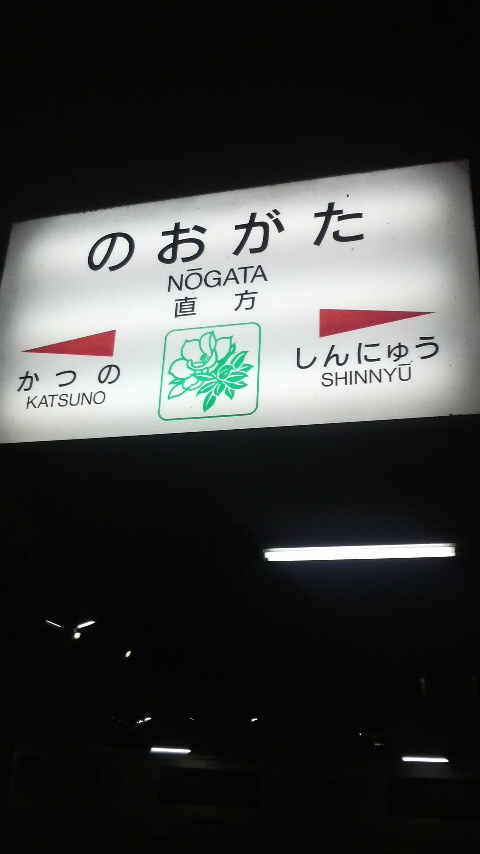 のおがた
NŌGATA
直方
かつの
KATSUNO
しんにゅう
SHINNYŪ